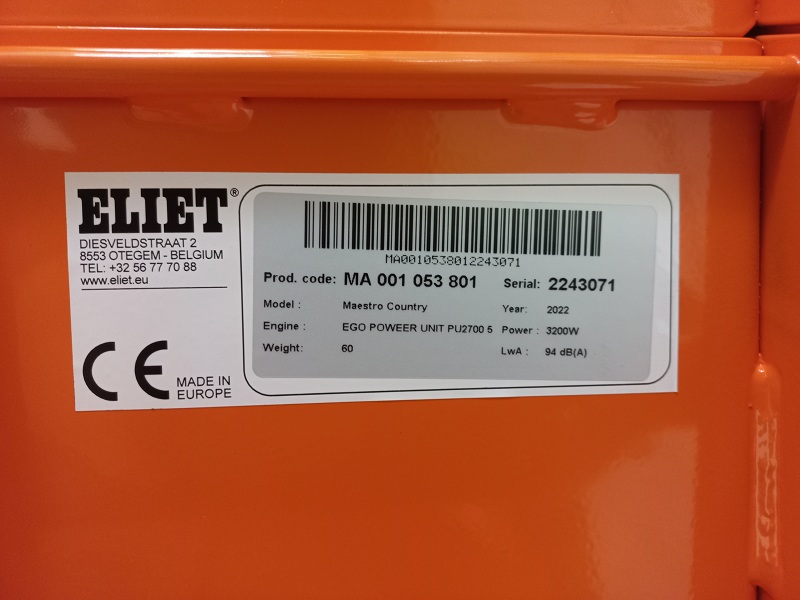 ELIET®
DIESVELDSTRAAT 2
8553 OTEGEM - BELGIUM
TEL: +32 56 77 70 88
www.eliet.eu
CE
MADE IN
EUROPE
MA0010538012243071
Prod. code: MA 001 053 801 Serial: 2243071
Model : Maestro Country Year: 2022
Engine : EGO POWEER UNIT PU2700 5 Power : 3200W
Weight: 60 LwA : 94 dB(A)